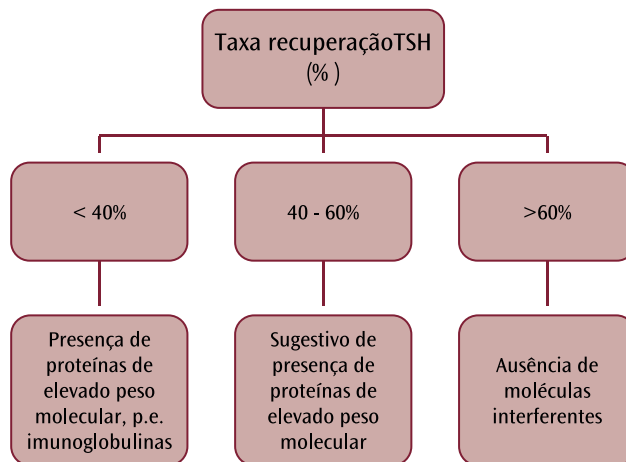 Taxa recuperaçãoTSH
(% )
< 40%
40 - 60%
>60%
Presença de
proteínas de
elevado peso
molecular, p.e.
imunoglobulinas
Sugestivo de
presença de
proteínas de
elevado peso
molecular
Ausência de
moléculas
interferentes